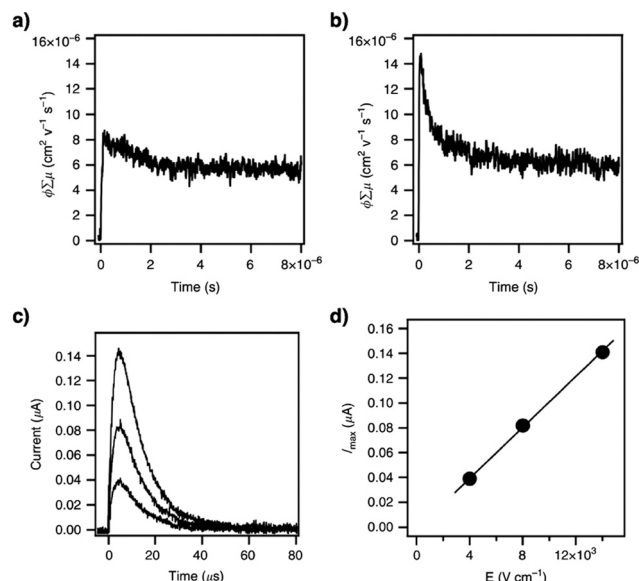 a)
16×10⁻⁶
14
12
10
8
6
4
2
0
ϕΣμ (cm² v⁻¹ s⁻¹)
0 2 4 6 8×10⁻⁶
Time (s)
b)
16×10⁻⁶
14
12
10
8
6
4
2
0
ϕΣμ (cm² v⁻¹ s⁻¹)
0 2 4 6 8×10⁻⁶
Time (s)
c)
0.14
0.12
0.10
0.08
0.06
0.04
0.02
0.00
Current (μA)
0 20 40 60 80
Time (μs)
d)
0.16
0.14
0.12
0.10
0.08
0.06
0.04
0.02
0.00
I_max (μA)
0 4 8 12×10³
E (V cm⁻¹)